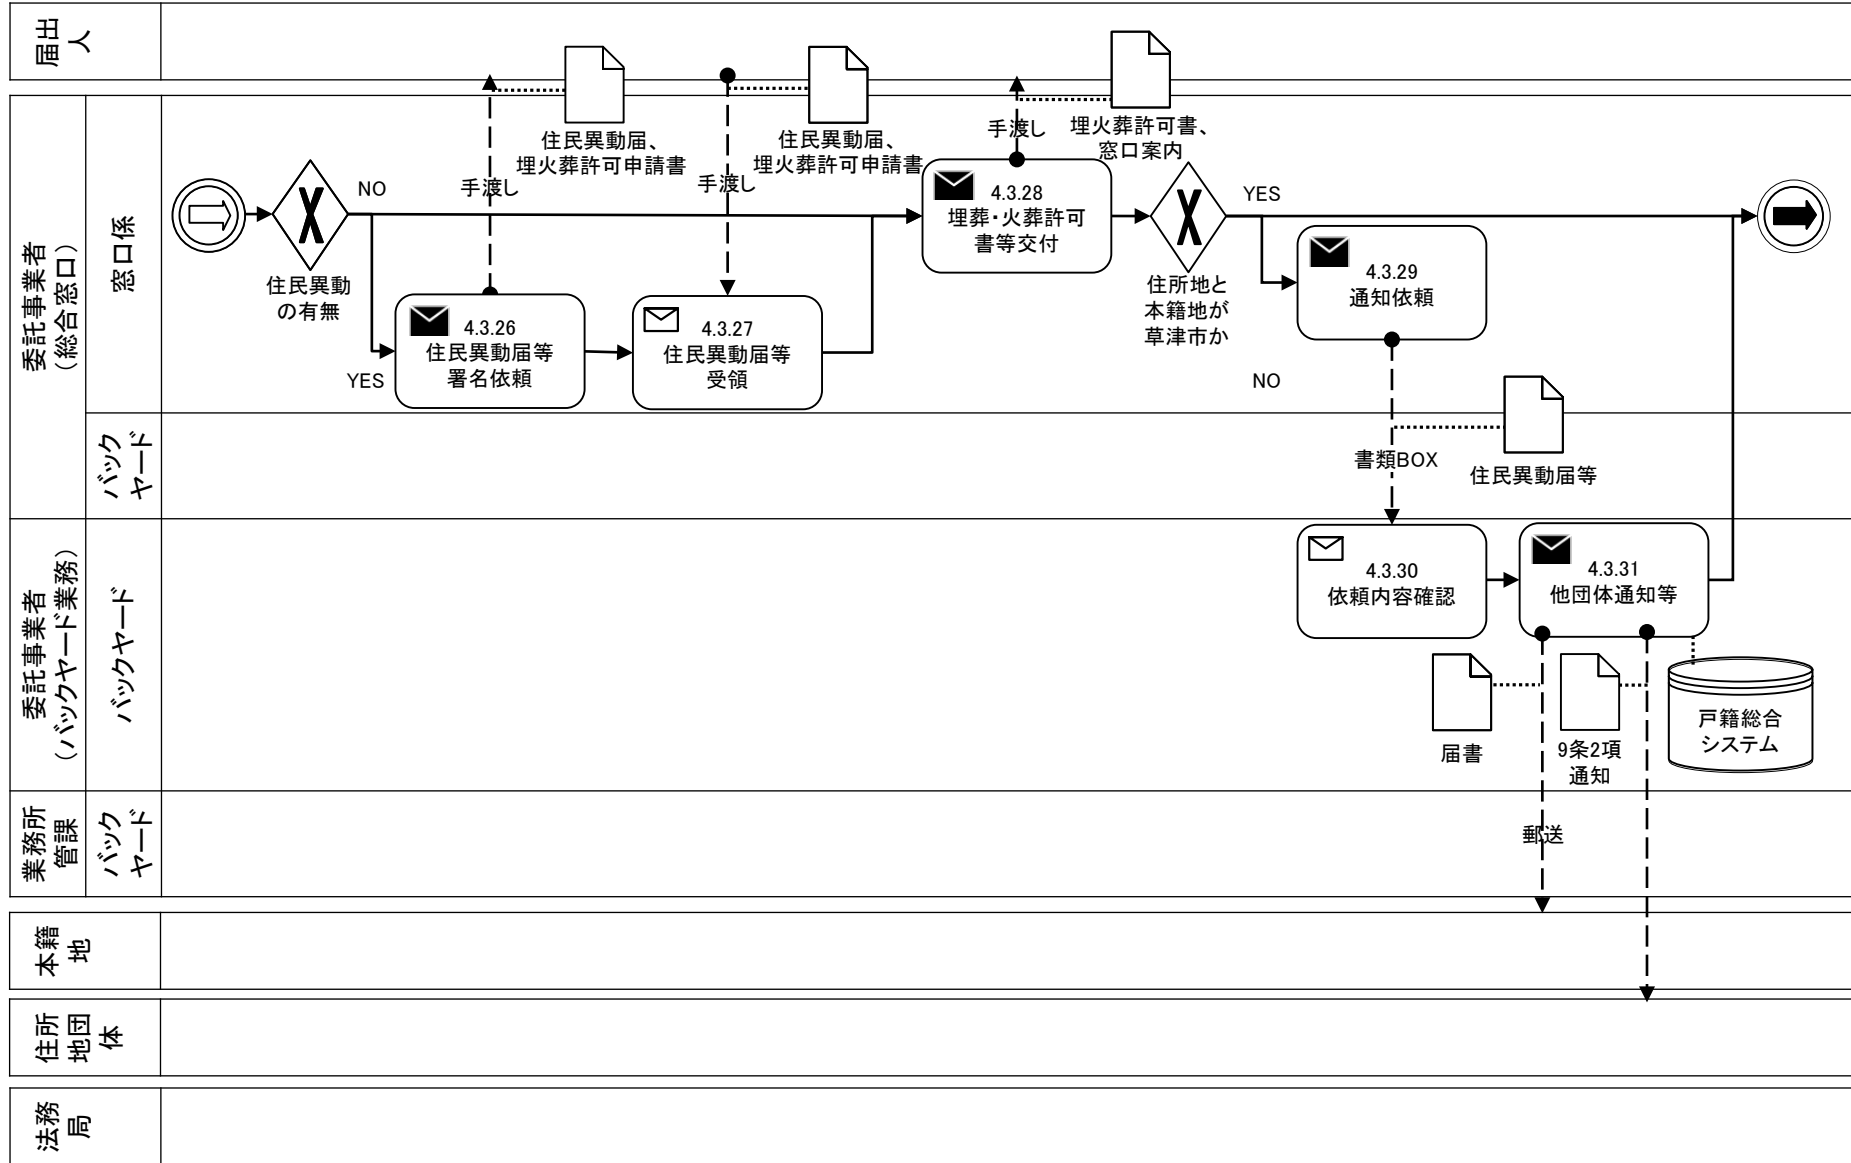 届出
人
委託事業者
（総合窓口）
窓口係
バック
ヤード
委託事業者
（バックヤード業務）
バックヤード
業務所
管課
バック
ヤード
本籍
地
住所
地団
体
法務
局
住民異動
の有無
NO
YES
手渡し
住民異動届、
埋火葬許可申請書
4.3.26
住民異動届等
署名依頼
手渡し
住民異動届、
埋火葬許可申請書
4.3.27
住民異動届等
受領
手渡し
埋火葬許可書、
窓口案内
4.3.28
埋葬・火葬許可
書等交付
住所地と
本籍地が
草津市か
YES
NO
4.3.29
通知依頼
書類BOX
住民異動届等
4.3.30
依頼内容確認
4.3.31
他団体通知等
届書
9条2項
通知
戸籍総合
システム
郵送